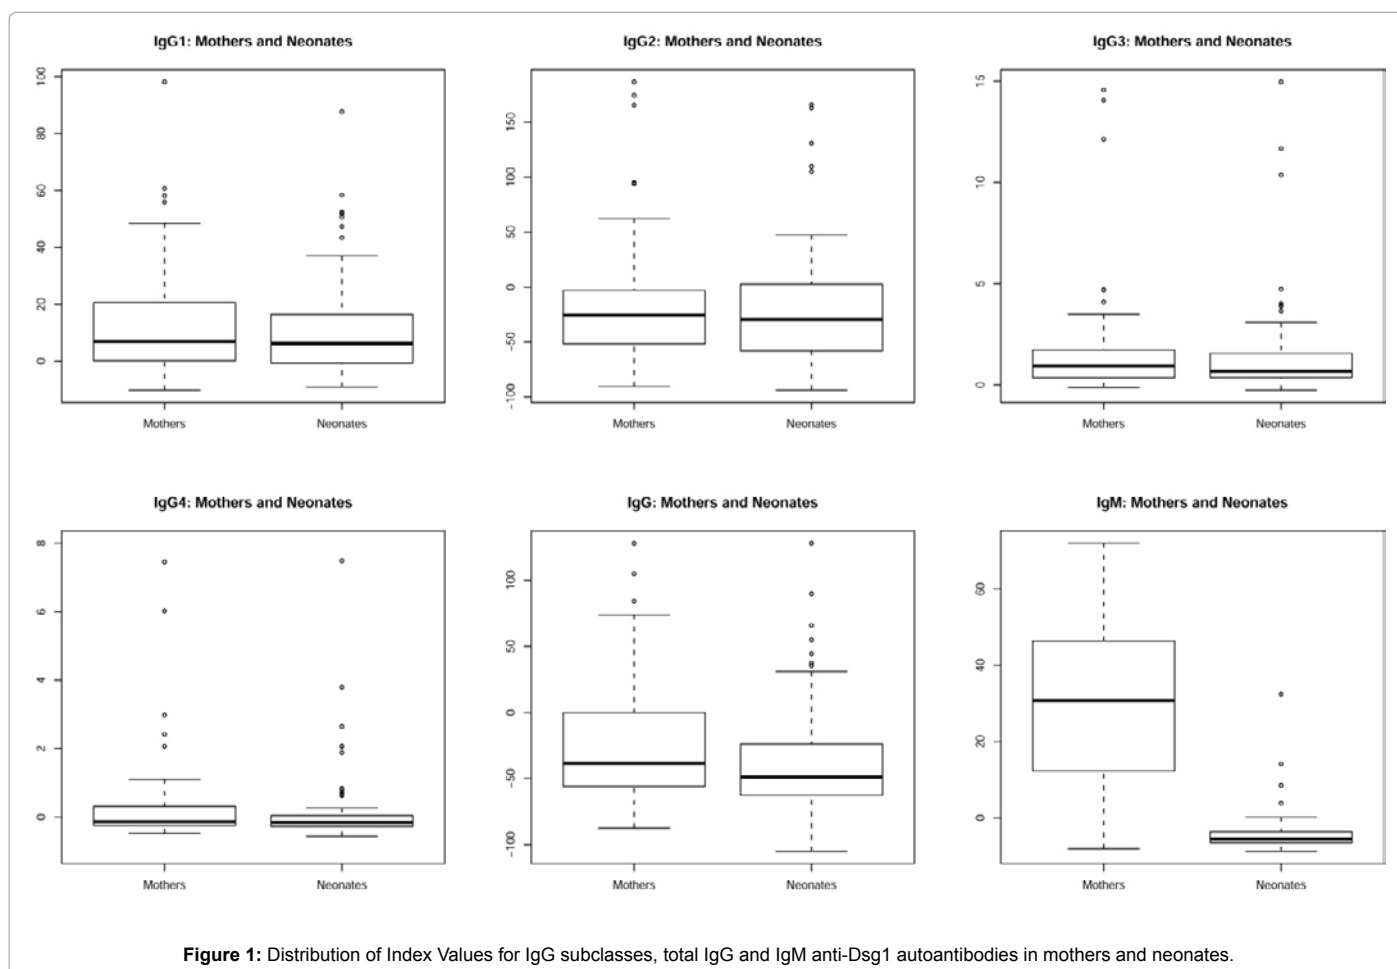 IgG1: Mothers and Neonates
100
80
60
40
20
0
Mothers
Neonates
IgG2: Mothers and Neonates
150
100
50
0
−50
−100
Mothers
Neonates
IgG3: Mothers and Neonates
15
10
5
0
Mothers
Neonates
IgG4: Mothers and Neonates
8
6
4
2
0
Mothers
Neonates
IgG: Mothers and Neonates
100
50
0
−50
−100
Mothers
Neonates
IgM: Mothers and Neonates
60
40
20
0
Mothers
Neonates
Figure 1: Distribution of Index Values for IgG subclasses, total IgG and IgM anti-Dsg1 autoantibodies in mothers and neonates.